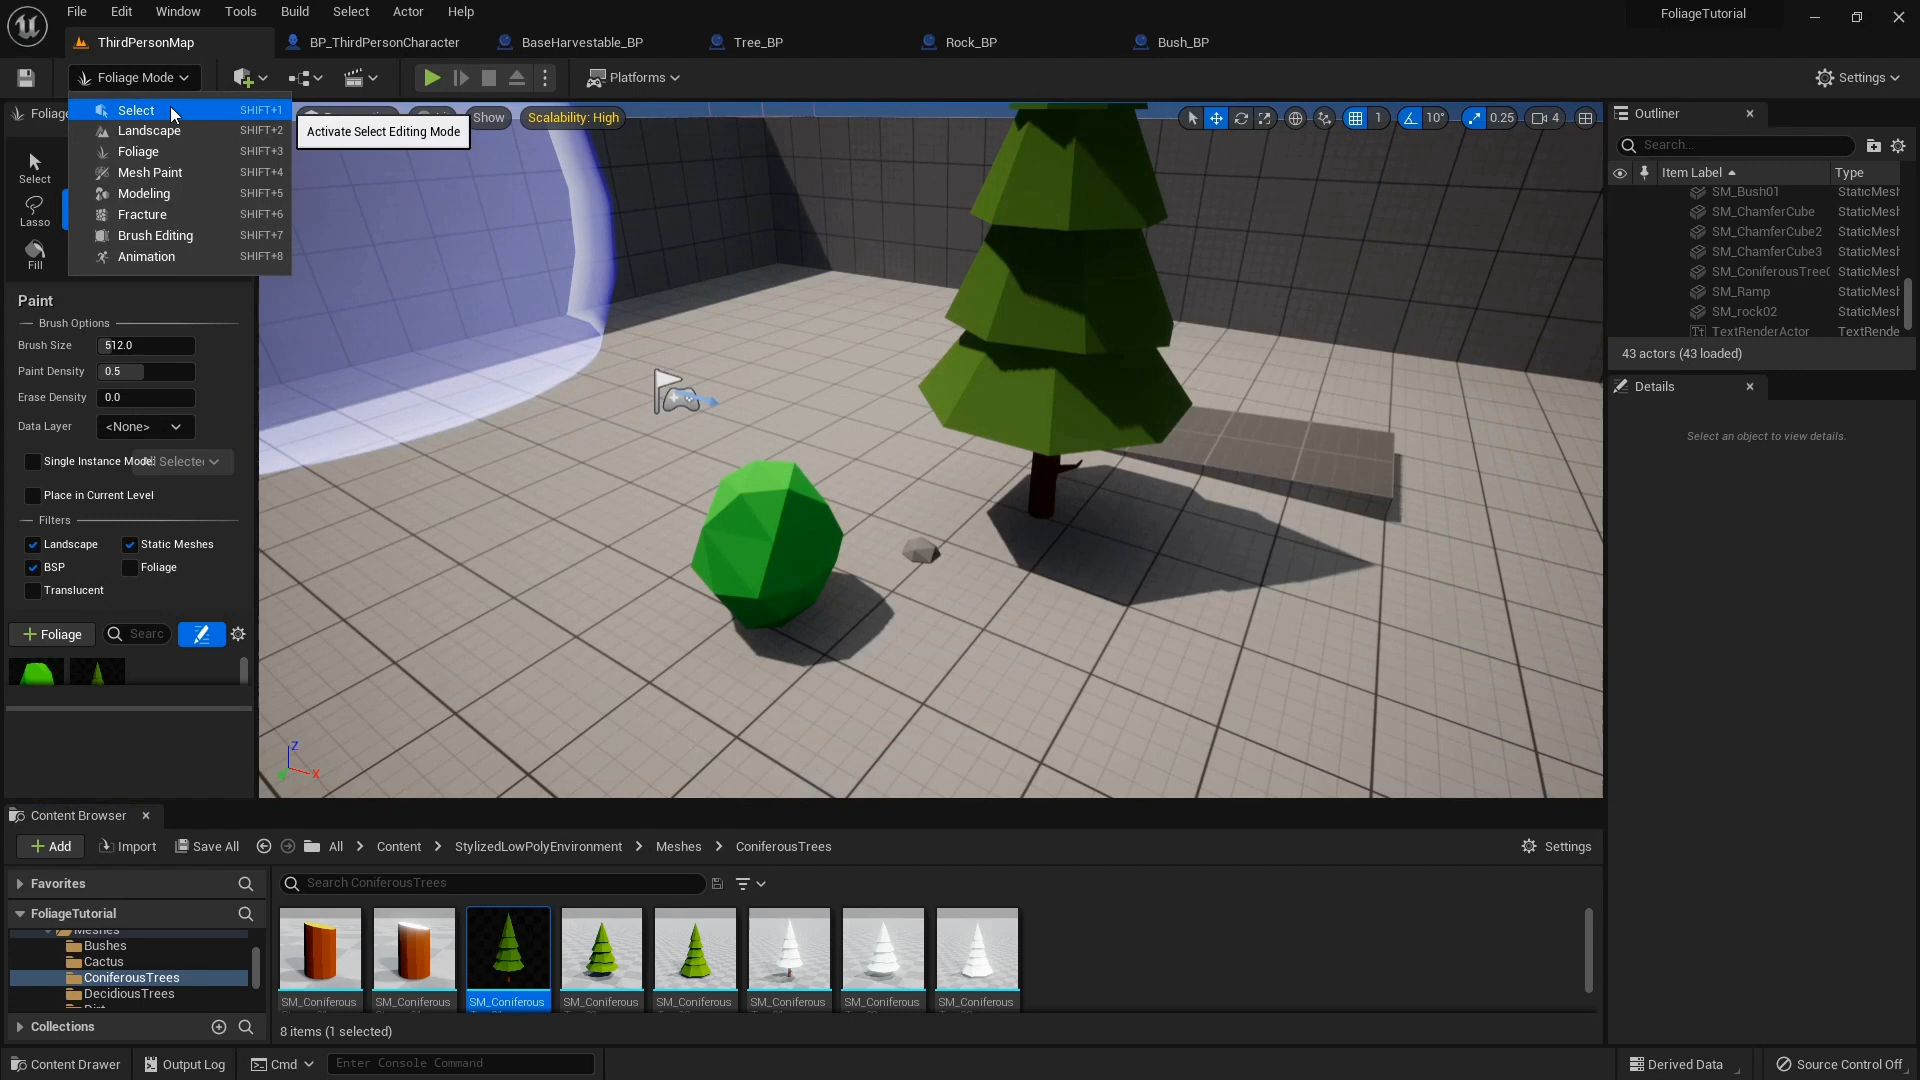 File Edit Window Tools Build Select Actor Help
FoliageTutorial
ThirdPersonMap BP_ThirdPersonCharacter BaseHarvestable_BP Tree_BP Rock_BP Bush_BP
Foliage Mode Platforms Settings
Foliag
Select SHIFT+1
Landscape SHIFT+2
Foliage SHIFT+3
Mesh Paint SHIFT+4
Modeling SHIFT+5
Fracture SHIFT+6
Brush Editing SHIFT+7
Animation SHIFT+8
Activate Select Editing Mode
Show Scalability: High
1 10° 0.25 4
Select
Lasso
Fill
Paint
Brush Options
Brush Size 512.0
Paint Density 0.5
Erase Density 0.0
Data Layer <None>
Single Instance Mode
Place in Current Level
Filters
Landscape Static Meshes
BSP Foliage
Translucent
Foliage Searc
Z
X
Outliner
Search...
Item Label Type
SM_Bush01 StaticMesh
SM_ChamferCube StaticMesh
SM_ChamferCube2 StaticMesh
SM_ChamferCube3 StaticMesh
SM_ConiferousTree StaticMesh
SM_Ramp StaticMesh
SM_rock02 StaticMesh
TextRenderActor TextRende
43 actors (43 loaded)
Details
Select an object to view details.
Content Browser
Add Import Save All All Content StylizedLowPolyEnvironment Meshes ConiferousTrees Settings
Favorites
Search ConiferousTrees
FoliageTutorial
Meshes
Bushes
Cactus
ConiferousTrees
DecidiousTrees
Collections
SM_Coniferous SM_Coniferous SM_Coniferous SM_Coniferous SM_Coniferous SM_Coniferous SM_Coniferous SM_Coniferous
8 items (1 selected)
Content Drawer Output Log Cmd Enter Console Command Derived Data Source Control Off